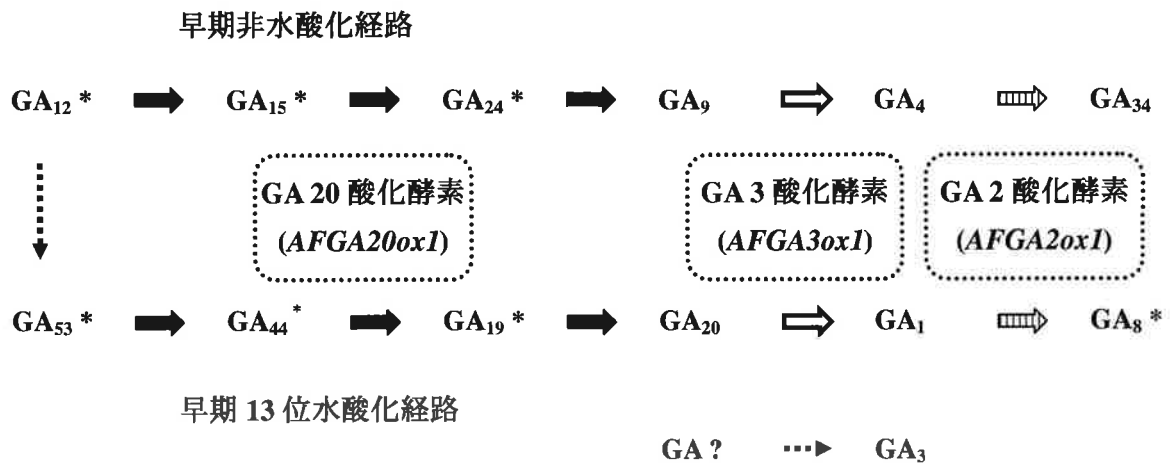 早期非水酸化経路
GA12 * GA15 * GA24 * GA9 GA4 GA34
GA 20 酸化酵素 GA 3 酸化酵素 GA 2 酸化酵素
(AFGA20ox1) (AFGA3ox1) (AFGA2ox1)
GA53 * GA44 * GA19 * GA20 GA1 GA8 *
早期 13 位水酸化経路
GA ? GA3